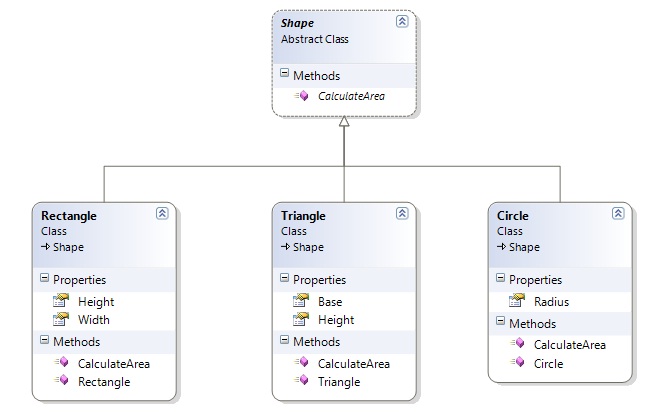 Shape
Abstract Class
Methods
CalculateArea
Rectangle
Class
Shape
Properties
Height
Width
Methods
CalculateArea
Rectangle
Triangle
Class
Shape
Properties
Base
Height
Methods
CalculateArea
Triangle
Circle
Class
Shape
Properties
Radius
Methods
CalculateArea
Circle